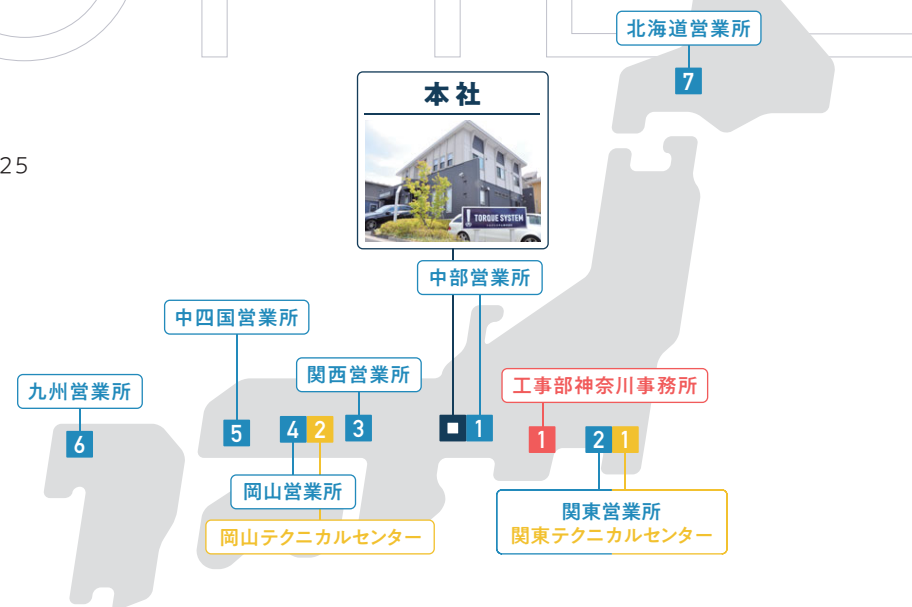 北海道営業所
7
本社
TORQUE SYSTEM
25
中部営業所
中四国営業所
関西営業所
九州営業所
工事部神奈川事務所
6
5
4 2
3
1
1
2 1
岡山営業所
岡山テクニカルセンター
関東営業所
関東テクニカルセンター